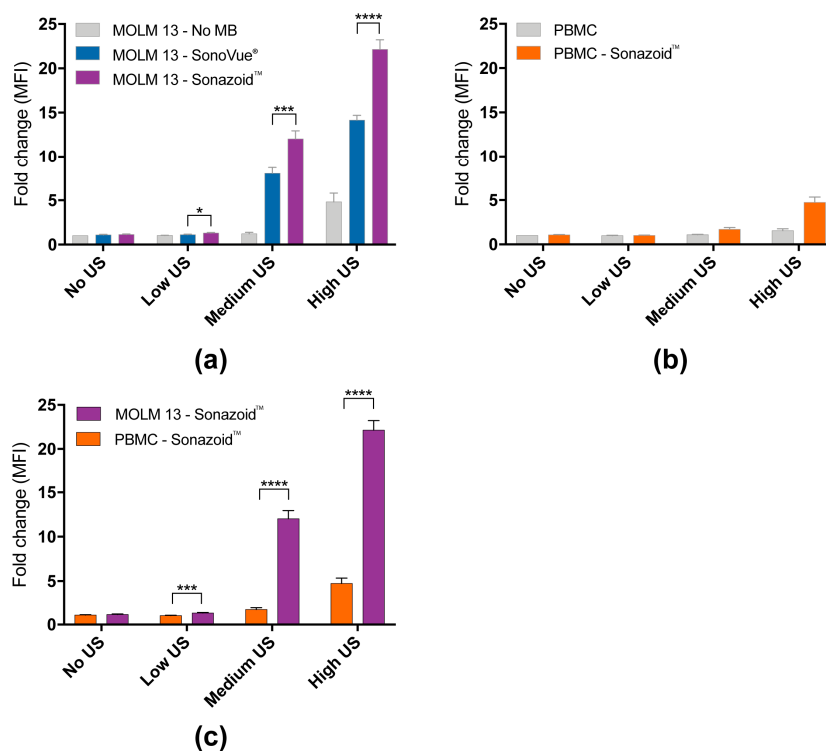 MOLM 13 - No MB
MOLM 13 - SonoVue®
MOLM 13 - Sonazoid™
Fold change (MFI)
25
20
15
10
5
0
*
***
****
No US
Low US
Medium US
High US
(a)
PBMC
PBMC - Sonazoid™
Fold change (MFI)
25
20
15
10
5
0
No US
Low US
Medium US
High US
(b)
MOLM 13 - Sonazoid™
PBMC - Sonazoid™
Fold change (MFI)
25
20
15
10
5
0
***
****
****
No US
Low US
Medium US
High US
(c)